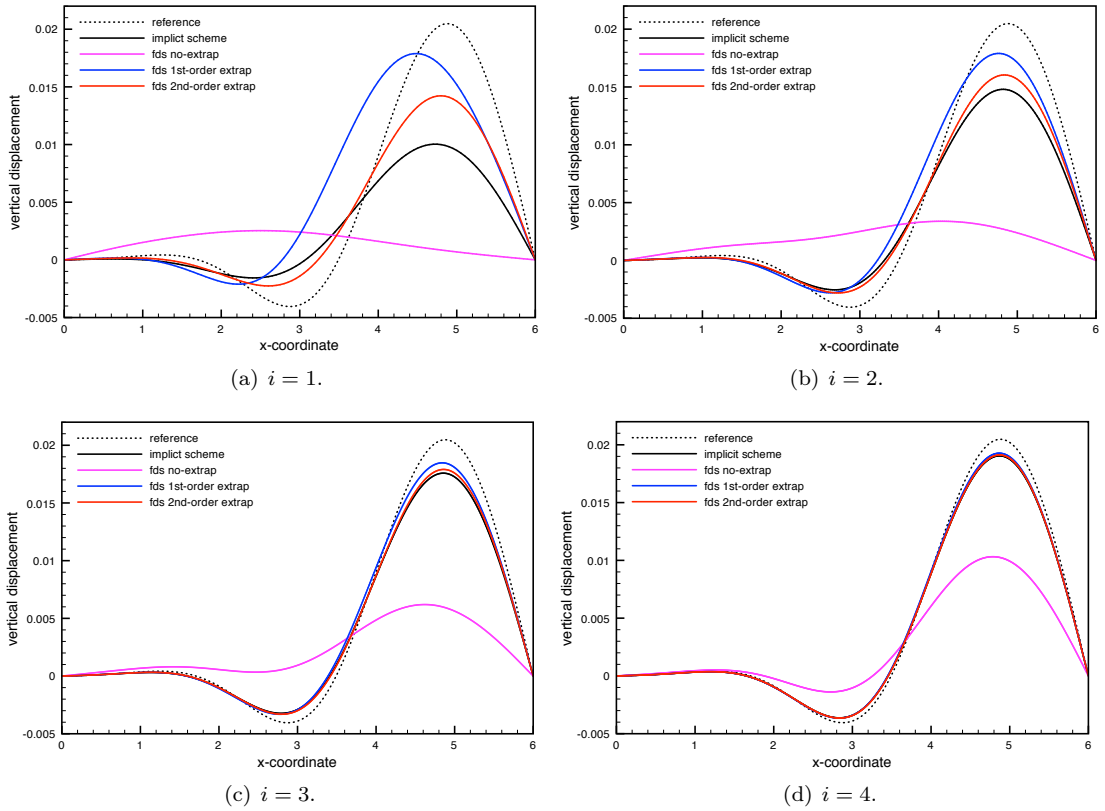 0.02
0.015
0.01
0.005
0
-0.005
vertical displacement
reference
implict scheme
fds no-extrap
fds 1st-order extrap
fds 2nd-order extrap
0 1 2 3 4 5 6
x-coordinate
(a) i = 1.
0.02
0.015
0.01
0.005
0
-0.005
vertical displacement
reference
implicit scheme
fds no-extrap
fds 1st-order extrap
fds 2nd-order extrap
0 1 2 3 4 5 6
x-coordinate
(b) i = 2.
0.02
0.015
0.01
0.005
0
-0.005
vertical displacement
reference
implict scheme
fds no-extrap
fds 1st-order extrap
fds 2nd-order extrap
0 1 2 3 4 5 6
x-coordinate
(c) i = 3.
0.02
0.015
0.01
0.005
0
-0.005
vertical displacement
reference
implicit scheme
fds no-extrap
fds 1st-order extrap
fds 2nd-order extrap
0 1 2 3 4 5 6
x-coordinate
(d) i = 4.